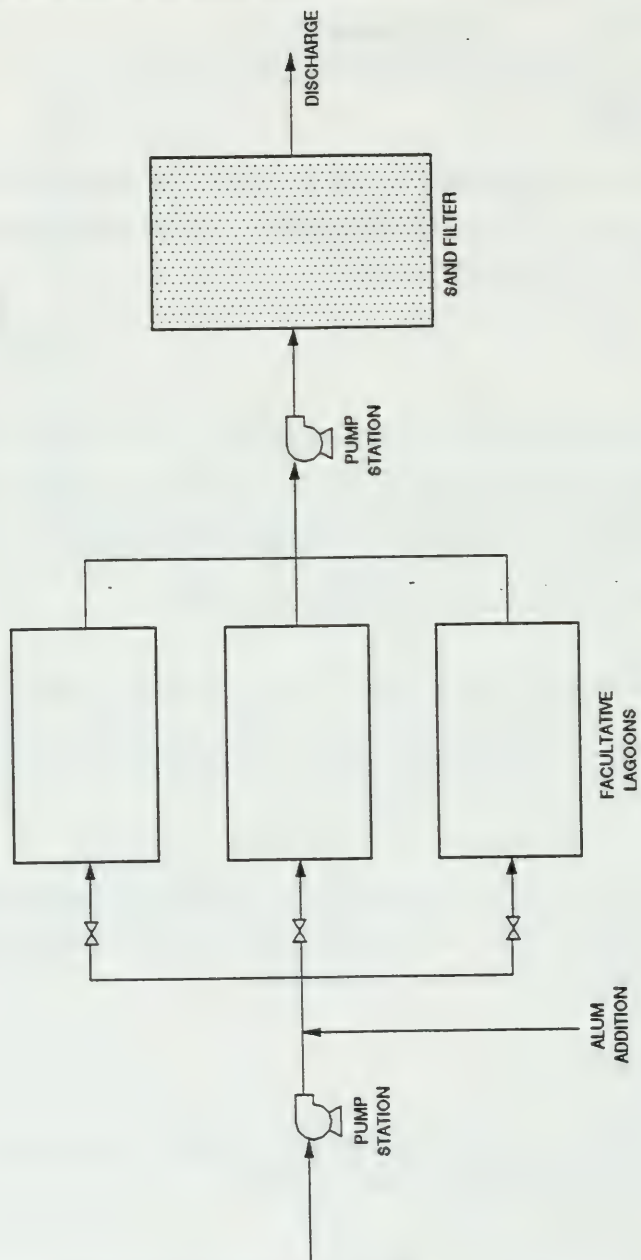 PUMP
STATION
ALUM
ADDITION
FACULTATIVE
LAGOONS
PUMP
STATION
SAND FILTER
DISCHARGE